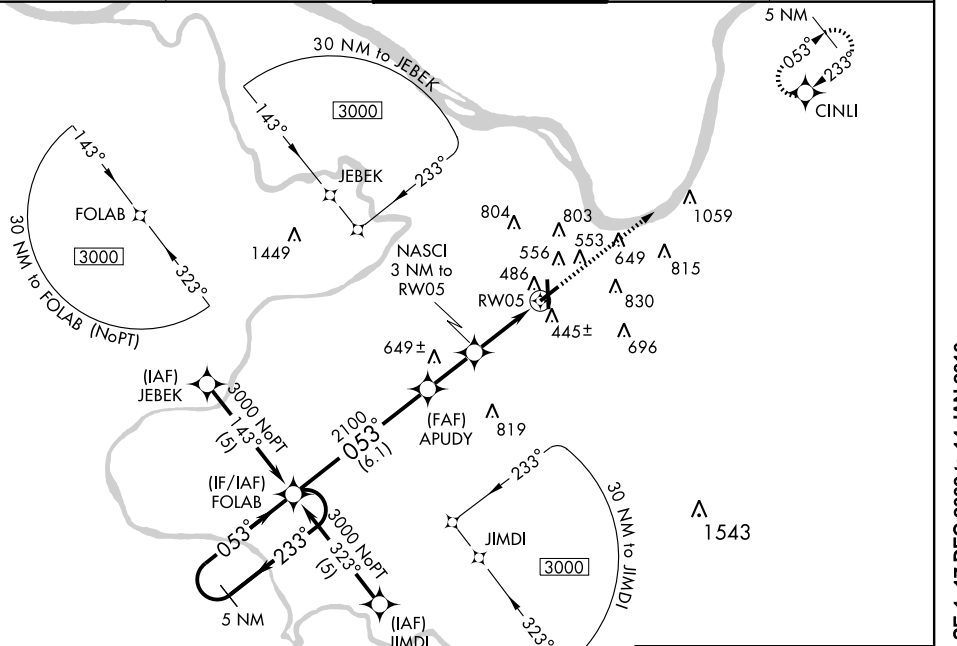 5 NM
053°
233°
CINLI
30 NM to JEBEK
3000
143°
JEBEK
233°
143°
FOLAB
3000
323°
30 NM to FOLAB (NoPT)
1449
804
803
1059
556
553
649
815
486
830
RW05
445±
696
NASCI
3 NM to
RW05
649±
(FAF)
APUDY
819
(IAF)
JEBEK
3000 NoPT
143°
(5)
2100
053°
(6.1)
(IF/IAF)
FOLAB
053°
233°
5 NM
3000 NoPT
323°
(5)
(IAF)
JIMDI
233°
JIMDI
3000
323°
30 NM to JIMDI
1543